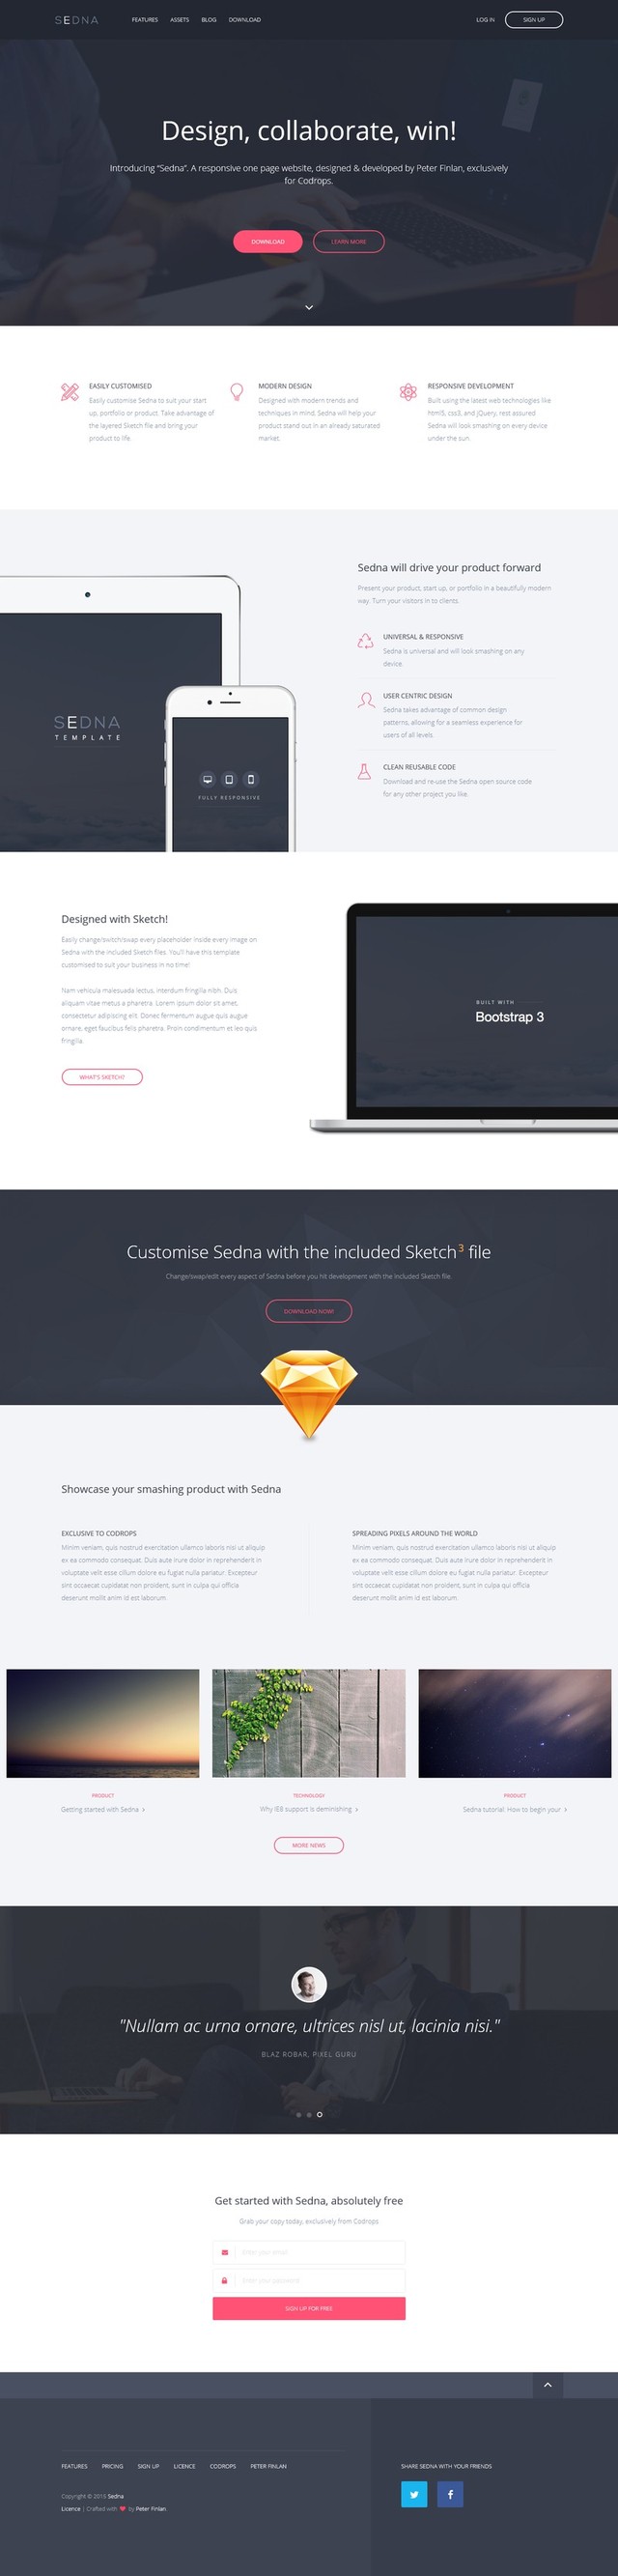 SEDNA
FEATURES ASSETS BLOG DOWNLOAD
LOG IN SIGN UP
Design, collaborate, win!
Introducing “Sedna”. A responsive one page website, designed & developed by Peter Finlan, exclusively
for Codrops.
DOWNLOAD LEARN MORE
EASILY CUSTOMISED
Easily customise Sedna to suit your start
up, portfolio or product. Take advantage of
the layered Sketch file and bring your
product to life.
MODERN DESIGN
Designed with modern trends and
techniques in mind, Sedna will help your
product stand out in an already saturated
market.
RESPONSIVE DEVELOPMENT
Built using the latest web technologies like
html5, css3, and jQuery, rest assured
Sedna will look smashing on every device
under the sun.
SEDNA
TEMPLATE
FULLY RESPONSIVE
Sedna will drive your product forward
Present your product, start up, or portfolio in a beautifully modern
way. Turn your visitors in to clients.
UNIVERSAL & RESPONSIVE
Sedna is universal and will look smashing on any
device.
USER CENTRIC DESIGN
Sedna takes advantage of common design
patterns, allowing for a seamless experience for
users of all levels.
CLEAN REUSABLE CODE
Download and re-use the Sedna open source code
for any other project you like.
Designed with Sketch!
Easily change/switch/swap every placeholder inside every image on
Sedna with the included Sketch files. You'll have this template
customised to suit your business in no time!
Nam vehicula malesuada lectus, interdum fringilla nibh. Duis
aliquam vitae metus a pharetra. Lorem ipsum dolor sit amet,
consectetur adipiscing elit. Donec fermentum augue quis augue
ornare, eget faucibus felis pharetra. Proin condimentum et leo quis
fringilla.
WHAT'S SKETCH?
BUILT WITH
Bootstrap 3
Customise Sedna with the included Sketch 3 file
Change/swap/edit every aspect of Sedna before you hit development with the included Sketch file.
DOWNLOAD NOW!
Showcase your smashing product with Sedna
EXCLUSIVE TO CODROPS
Minim veniam, quis nostrud exercitation ullamco laboris nisi ut aliquip
ex ea commodo consequat. Duis aute irure dolor in reprehenderit in
voluptate velit esse cillum dolore eu fugiat nulla pariatur. Excepteur
sint occaecat cupidatat non proident, sunt in culpa qui officia
deserunt mollit anim id est laborum.
SPREADING PIXELS AROUND THE WORLD
Minim veniam, quis nostrud exercitation ullamco laboris nisi ut aliquip
ex ea commodo consequat. Duis aute irure dolor in reprehenderit in
voluptate velit esse cillum dolore eu fugiat nulla pariatur. Excepteur
sint occaecat cupidatat non proident, sunt in culpa qui officia
deserunt mollit anim id est laborum
PRODUCT
Getting started with Sedna
TECHNOLOGY
Why IE8 support is deminishing
PRODUCT
Sedna tutorial: How to begin your
MORE NEWS
"Nullam ac urna ornare, ultrices nisl ut, lacinia nisi."
BLAZ ROBAR, PIXEL GURU
Get started with Sedna, absolutely free
Grab your copy today, exclusively from Codrops
Enter your email
Enter your password
SIGN UP FOR FREE
FEATURES PRICING SIGN UP LICENCE CODROPS PETER FINLAN
Copyright © 2015 Sedna
Licence | Crafted with ❤ by Peter Finlan.
SHARE SEDNA WITH YOUR FRIENDS